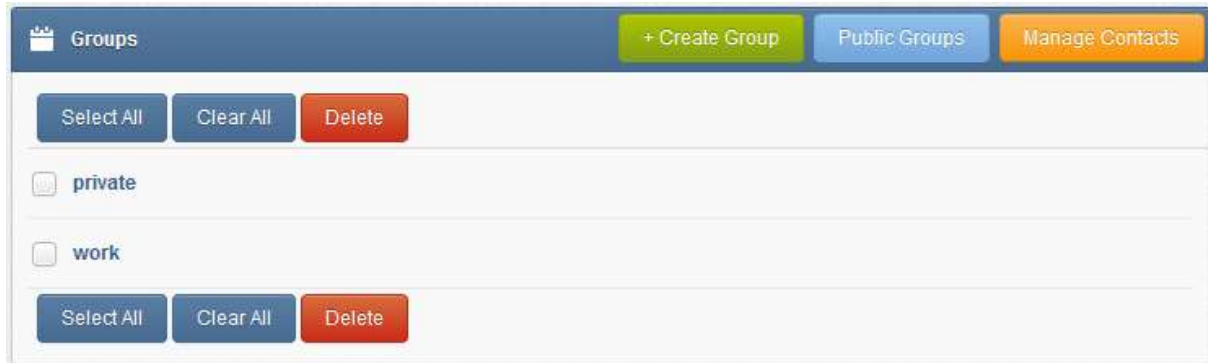 Groups + Create Group Public Groups Manage Contacts
Select All Clear All Delete
private
work
Select All Clear All Delete